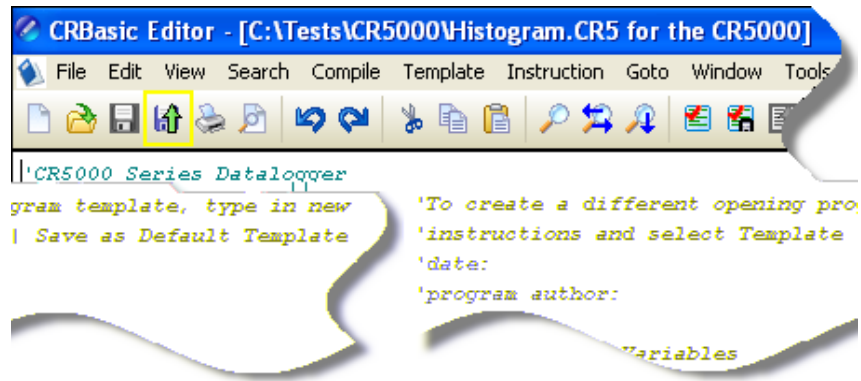 CRBasic Editor - [C:\Tests\CR5000\Histogram.CR5 for the CR5000]
File Edit View Search Compile Template Instruction Goto Window Tools
'CR5000 Series Datalogger
gram template, type in new
| Save as Default Template
'To create a different opening pro
'instructions and select Template
'date:
'program author:
Variables